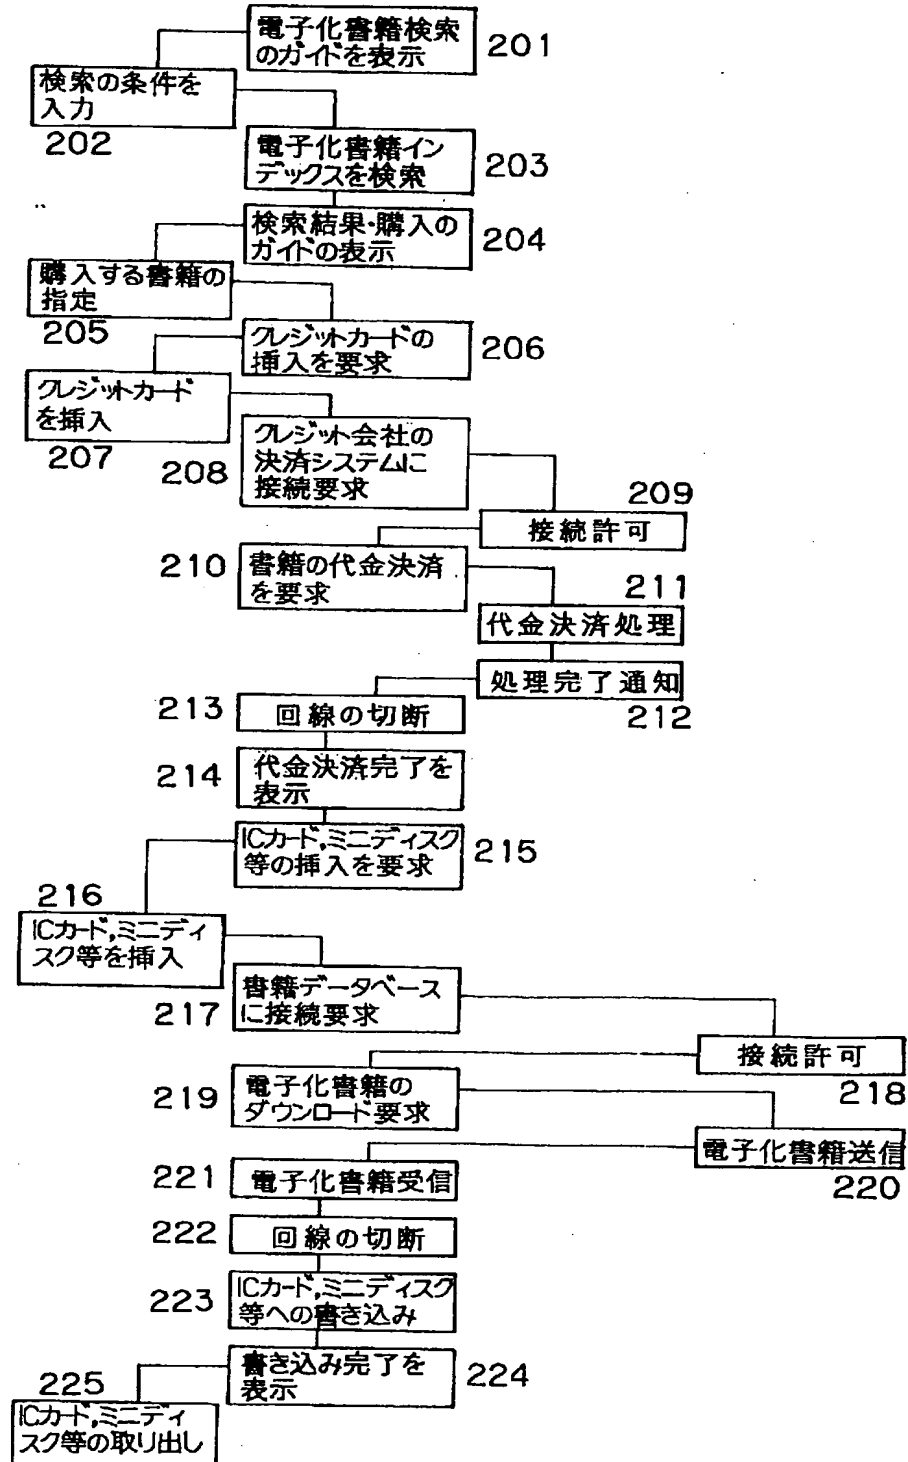 電子化書籍検索
のガイドを表示
201
検索の条件を
入力
202
電子化書籍イン
デックスを検索
203
検索結果・購入の
ガイドの表示
204
購入する書籍の
指定
205
クレジットカードの
挿入を要求
206
クレジットカード
を挿入
207
208
クレジット会社の
決済システムに
接続要求
209
接続許可
210
書籍の代金決済
を要求
211
代金決済処理
処理完了通知
212
213
回線の切断
214
代金決済完了を
表示
ICカード,ミニディスク
等の挿入を要求
215
216
ICカード,ミニディ
スク等を挿入
217
書籍データベース
に接続要求
接続許可
218
219
電子化書籍の
ダウンロード要求
電子化書籍送信
220
221
電子化書籍受信
222
回線の切断
223
ICカード,ミニディスク
等への書き込み
書き込み完了を
表示
224
225
ICカード,ミニディ
スク等の取り出し